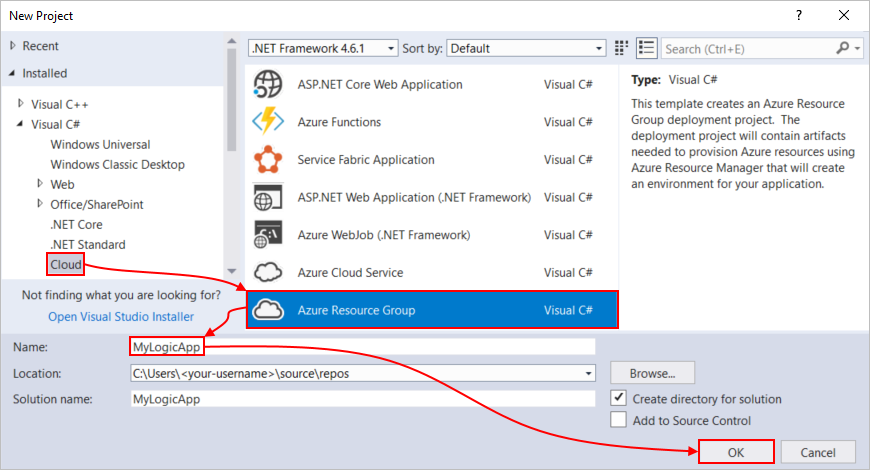 New Project
?
Recent
Installed
Visual C++
Visual C#
Windows Universal
Windows Classic Desktop
Web
Office/SharePoint
.NET Core
.NET Standard
Cloud
Not finding what you are looking for?
Open Visual Studio Installer
.NET Framework 4.6.1 Sort by: Default
Search (Ctrl+E)
ASP.NET Core Web Application Visual C#
Azure Functions Visual C#
Service Fabric Application Visual C#
ASP.NET Web Application (.NET Framework) Visual C#
Azure WebJob (.NET Framework) Visual C#
Azure Cloud Service Visual C#
Azure Resource Group Visual C#
Type: Visual C#
This template creates an Azure Resource
Group deployment project. The
deployment project will contain artifacts
needed to provision Azure resources using
Azure Resource Manager that will create
an environment for your application.
Name: MyLogicApp
Location: C:\Users\<your-username>\source\repos
Browse...
Solution name: MyLogicApp
Create directory for solution
Add to Source Control
OK Cancel